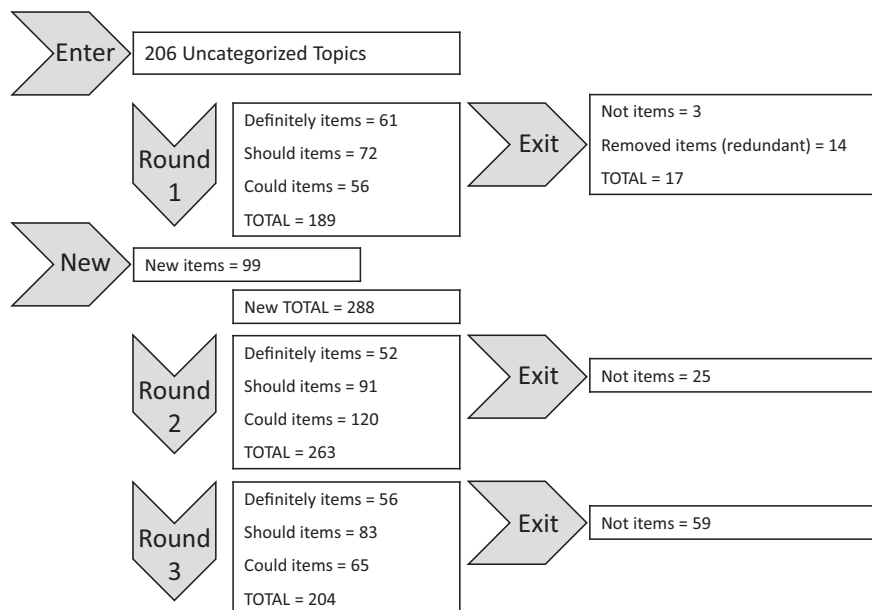 Enter
206 Uncategorized Topics
Round
1
Definitely items = 61
Should items = 72
Could items = 56
TOTAL = 189
Exit
Not items = 3
Removed items (redundant) = 14
TOTAL = 17
New
New items = 99
New TOTAL = 288
Round
2
Definitely items = 52
Should items = 91
Could items = 120
TOTAL = 263
Exit
Not items = 25
Round
3
Definitely items = 56
Should items = 83
Could items = 65
TOTAL = 204
Exit
Not items = 59